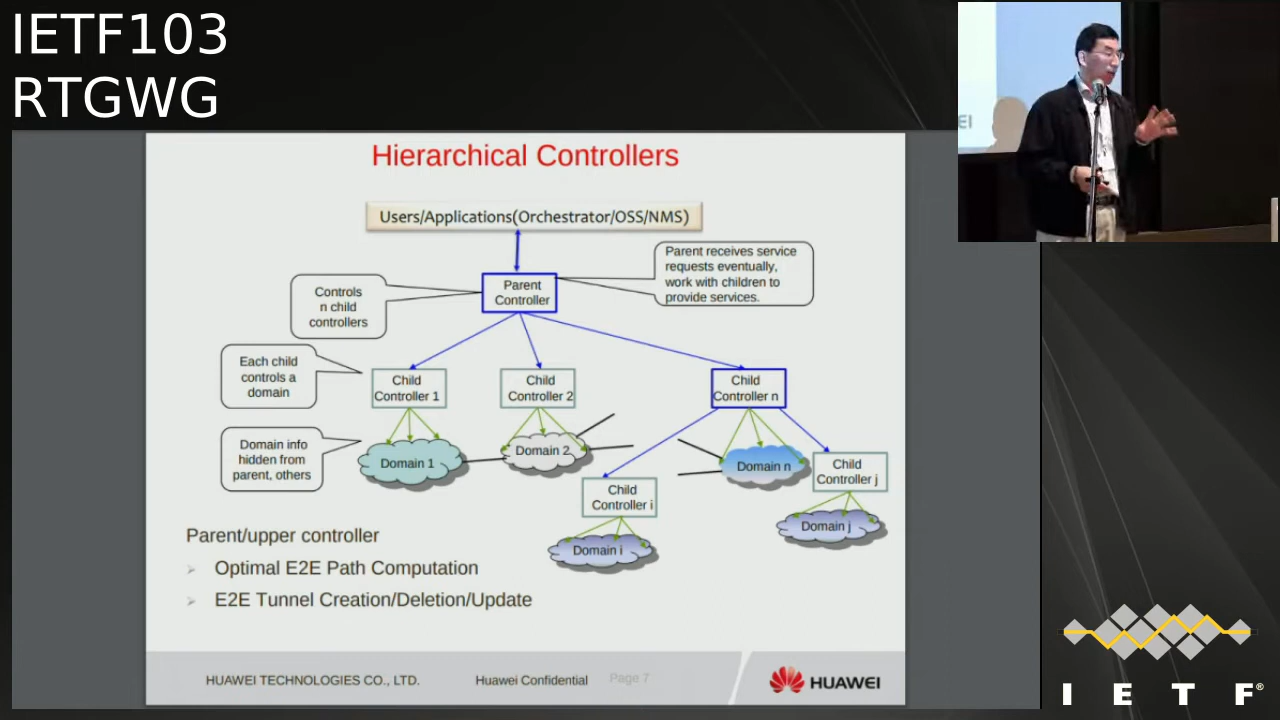 IETF103
RTGWG
Hierarchical Controllers
Users/Applications(Orchestrator/OSS/NMS)
Parent receives service
requests eventually,
work with children to
provide services.
Parent
Controller
Controls
n child
controllers
Each child
controls a
domain
Child
Controller 1
Child
Controller 2
Child
Controller n
Domain info
hidden from
parent, others
Domain 1
Domain 2
Domain n
Child
Controller j
Child
Controller i
Domain j
Domain i
Parent/upper controller
Optimal E2E Path Computation
E2E Tunnel Creation/Deletion/Update
HUAWEI TECHNOLOGIES CO., LTD.
Huawei Confidential
Page 7
HUAWEI
EI
I E T F®